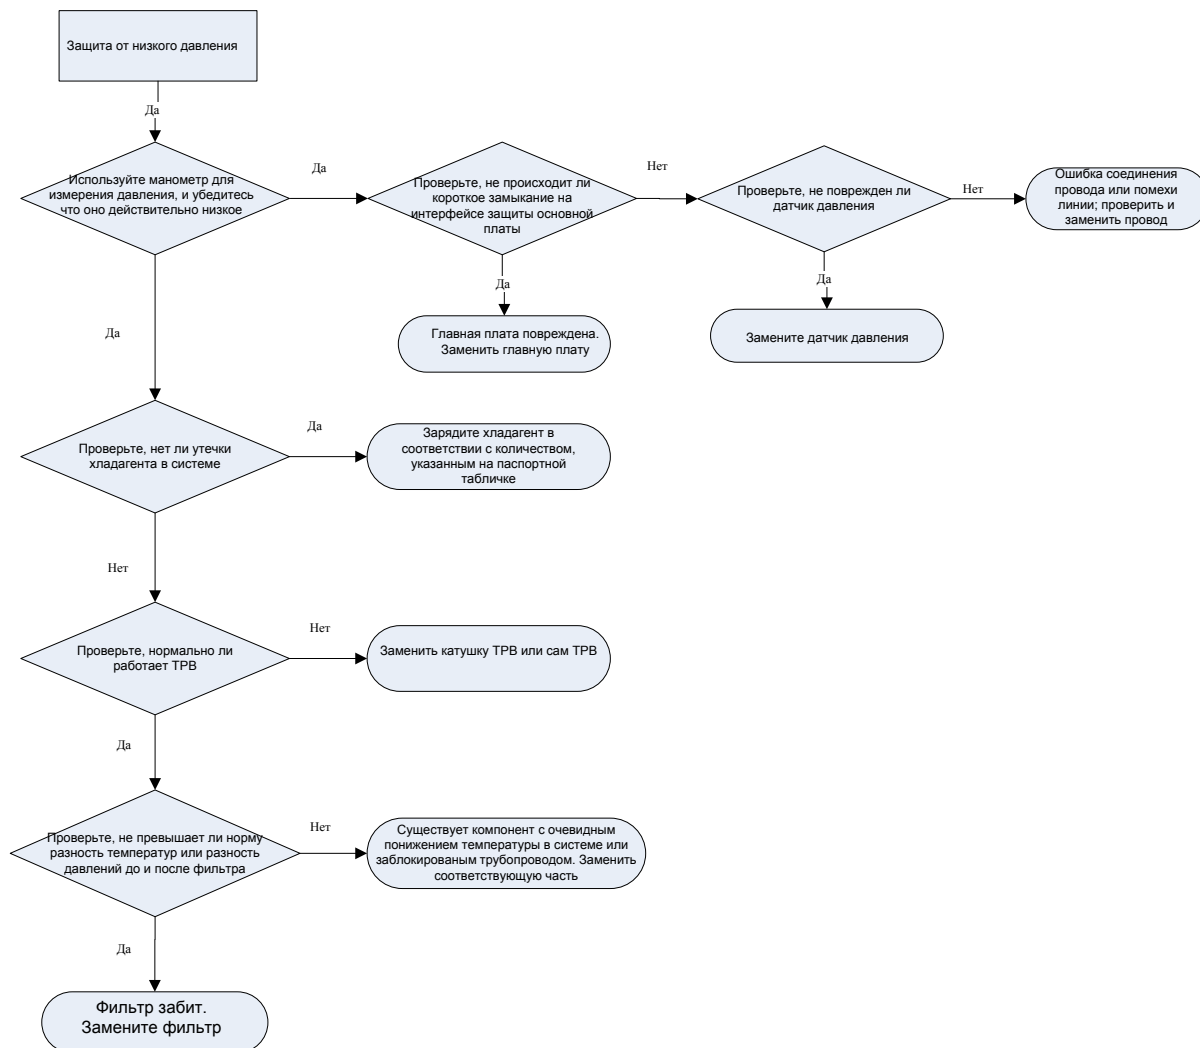 Защита от низкого давления
Да
Используйте манометр для
измерения давления, и убедитесь
что оно действительно низкое
Да
Проверьте, не происходит ли
короткое замыкание на
интерфейсе защиты основной
платы
Нет
Проверьте, не поврежден ли
датчик давления
Нет
Ошибка соединения
провода или помехи
линии; проверить и
заменить провод
Да
Да
Главная плата повреждена.
Заменить главную плату
Замените датчик давления
Да
Проверьте, нет ли утечки
хладагента в системе
Да
Зарядите хладагент в
соответствии с количеством,
указанным на паспортной
табличке
Нет
Проверьте, нормально ли
работает ТРВ
Нет
Заменить катушку ТРВ или сам ТРВ
Да
Проверьте, не превышает ли норму
разность температур или разность
давлений до и после фильтра
Нет
Существует компонент с очевидным
понижением температуры в системе или
заблокированым трубопроводом. Заменить
соответствующую часть
Да
Фильтр забит.
Замените фильтр